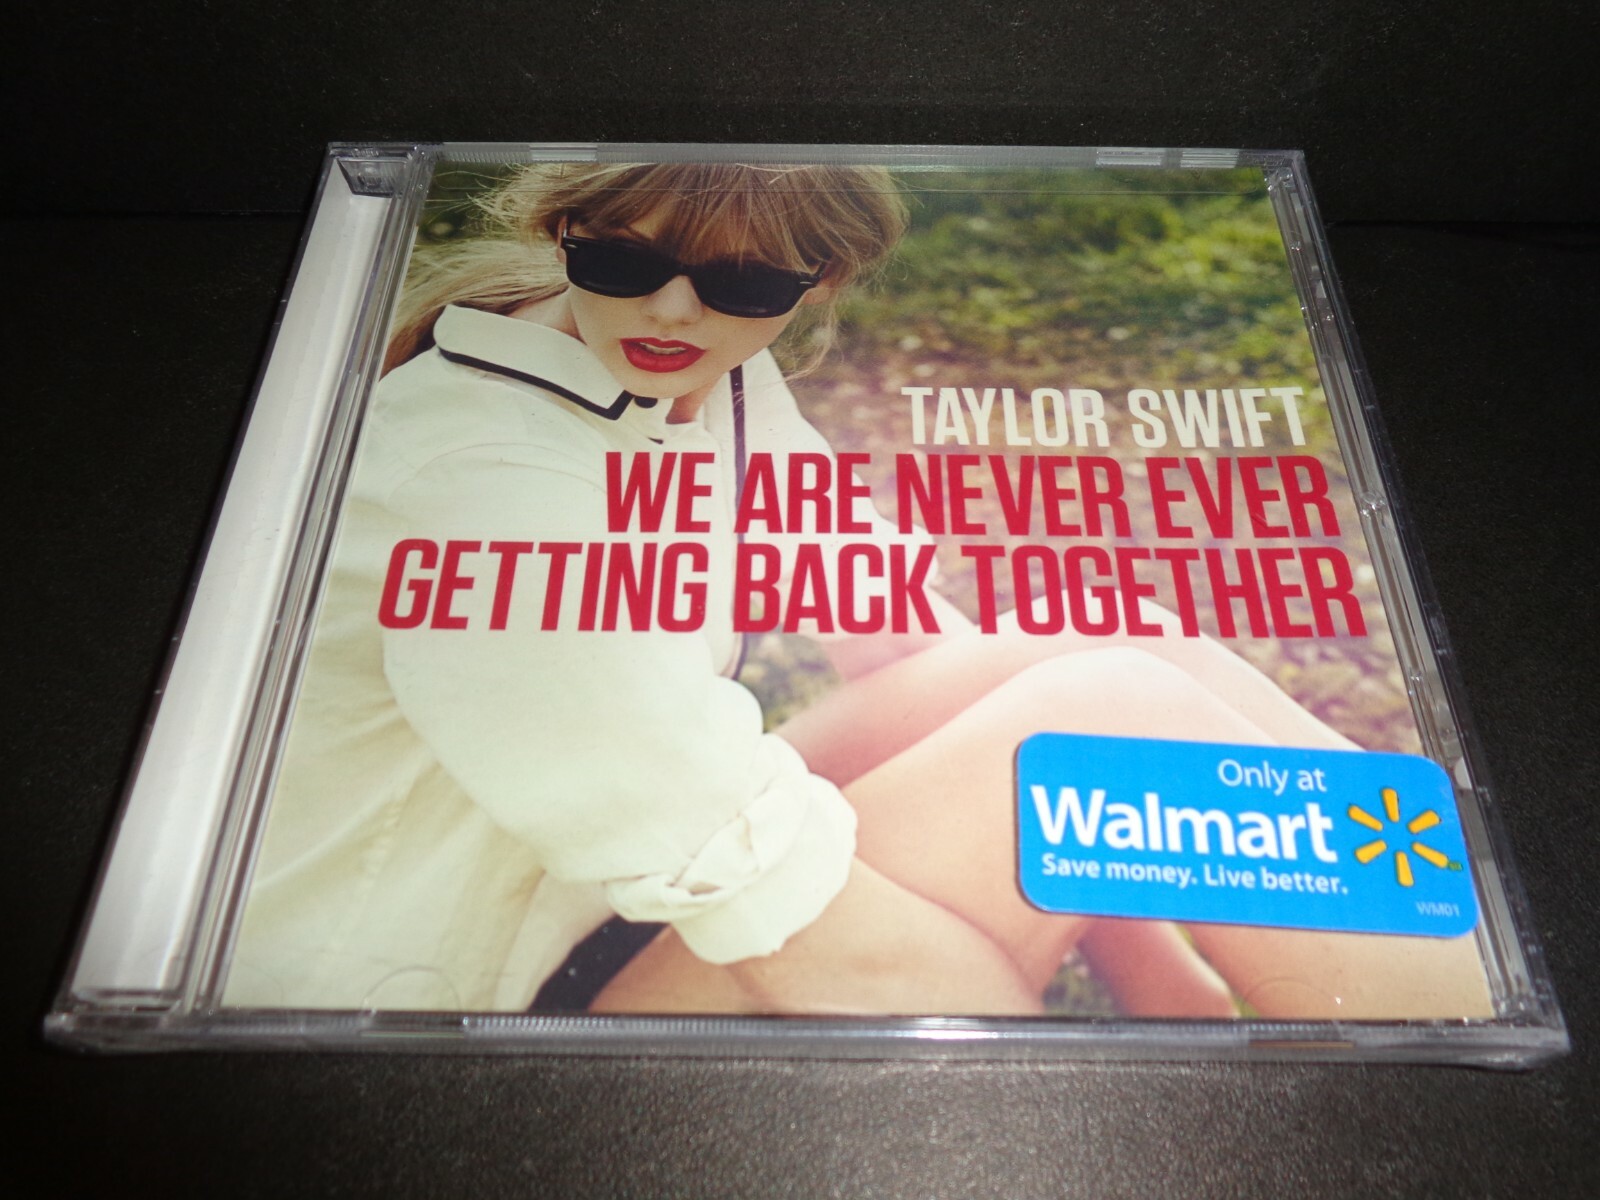 TAYLOR SWIFT
WE ARE NEVER EVER
GETTING BACK TOGETHER
Only at
Walmart
Save money. Live better.
WM01